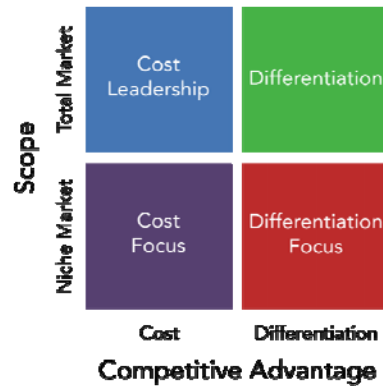 Scope
Total Market
Cost
Leadership
Differentiation
Niche Market
Cost
Focus
Differentiation
Focus
Cost
Differentiation
Competitive Advantage